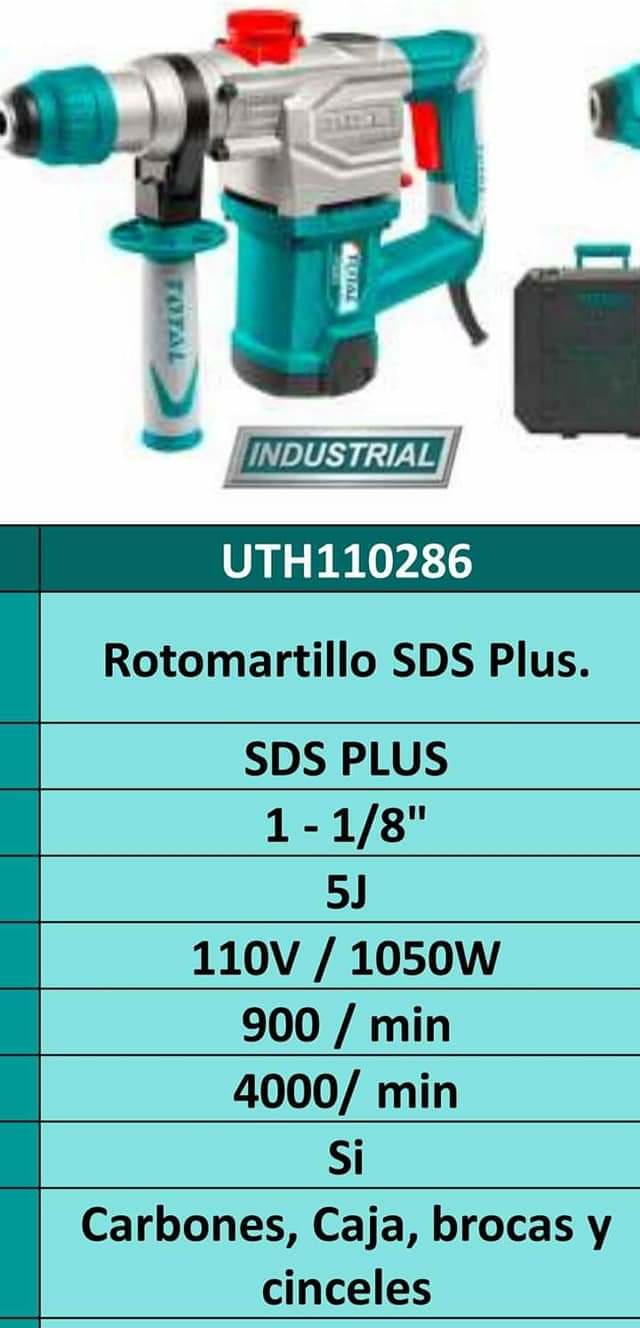 TOTAL
TOTAL
TOTAL
INDUSTRIAL
UTH110286
Rotomartillo SDS Plus.
SDS PLUS
1 - 1/8"
5J
110V / 1050W
900 / min
4000/ min
Si
Carbones, Caja, brocas y
cinceles